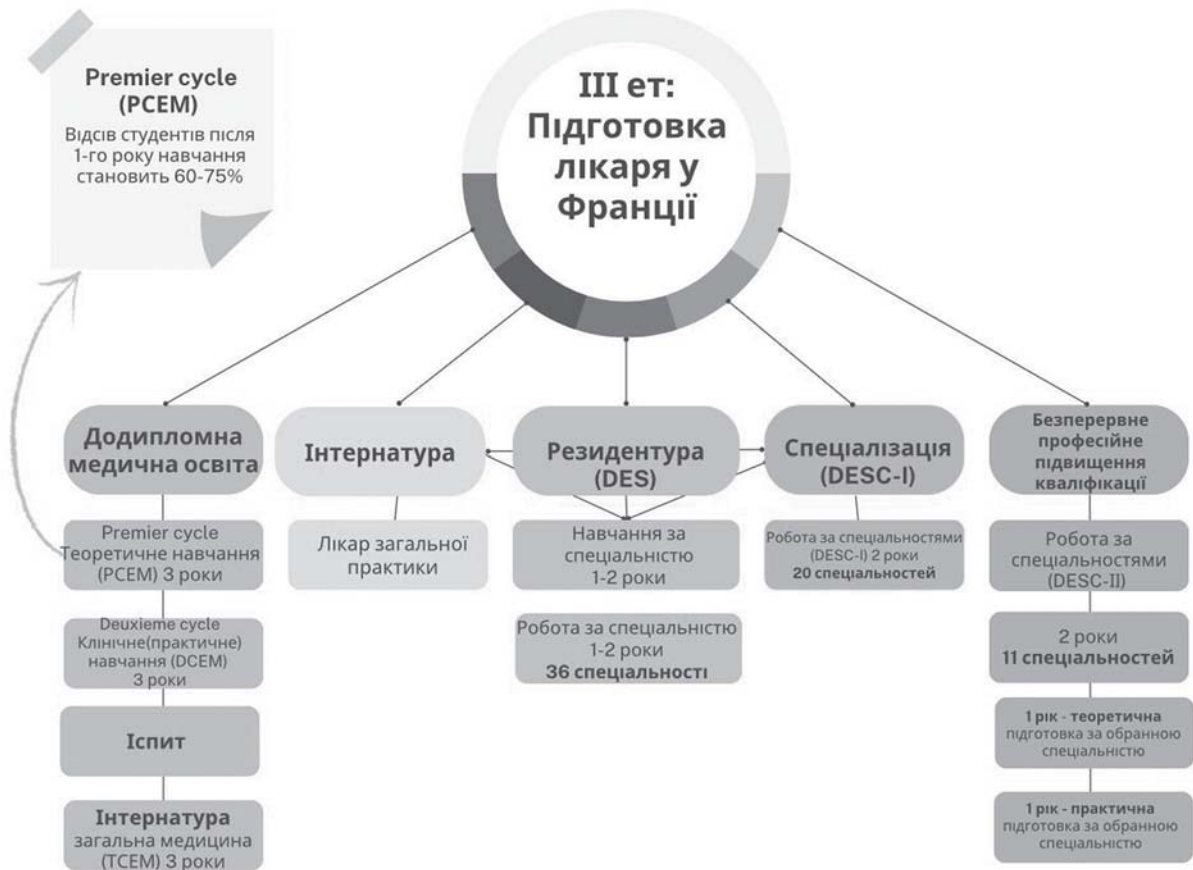 Premier cycle
(PCEM)
Відсів студентів після
1-го року навчання
становить 60-75%
III ет:
Підготовка
лікаря у
Франції
Додипломна
медична освіта
Premier cycle
Теоретичне навчання
(PCEM) 3 роки
Deuxieme cycle
Клінічне(практичне)
навчання (DCEM)
3 роки
Іспит
Інтернатура
загальна медицина
(TCEM) 3 роки
Інтернатура
Лікар загальної
практики
Резидентура
(DES)
Навчання за
спеціальністю
1-2 роки
Робота за спеціальністю
1-2 роки
36 спеціальності
Спеціалізація
(DESC-I)
Робота за спеціальностями
(DESC-I) 2 роки
20 спеціальностей
Безперервне
професійне
підвищення
кваліфікації
Робота за
спеціальностями
(DESC-II)
2 роки
11 спеціальностей
1 рік - теоретична
підготовка за обранною
спеціальністю
1 рік - практична
підготовка за обранною
спеціальністю